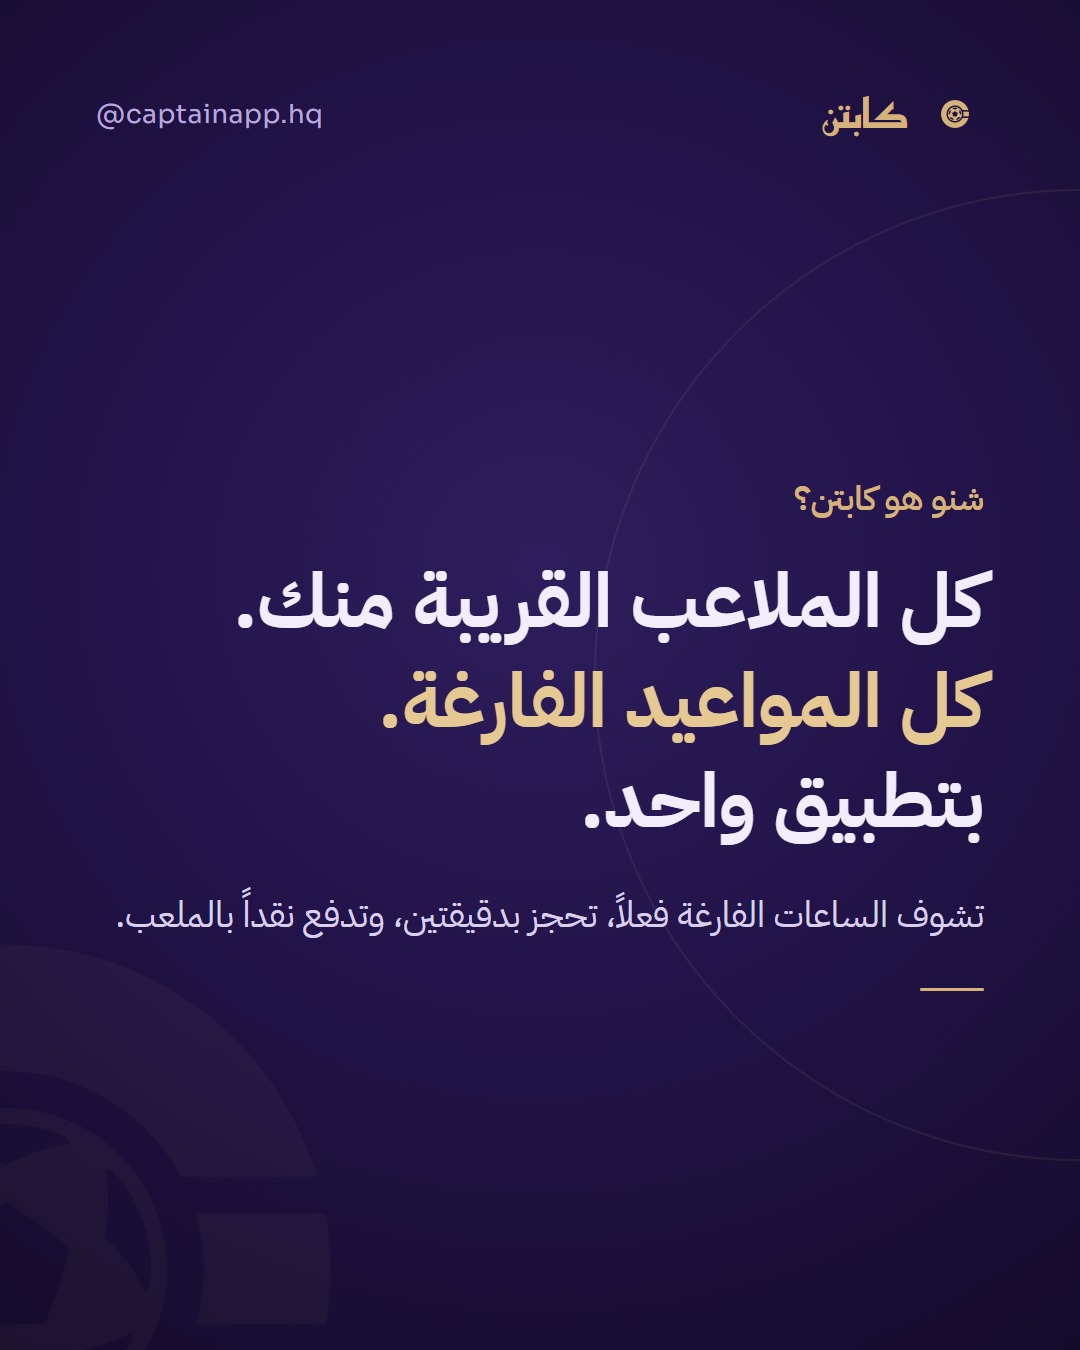 كابتن
@captainapp.hq
شنو هو كابتن؟
كل الملاعب القريبة منك.
كل المواعيد الفارغة.
بتطبيق واحد.
تشوف الساعات الفارغة فعلاً، تحجز بدقيقتين، وتدفع نقداً بالملعب.